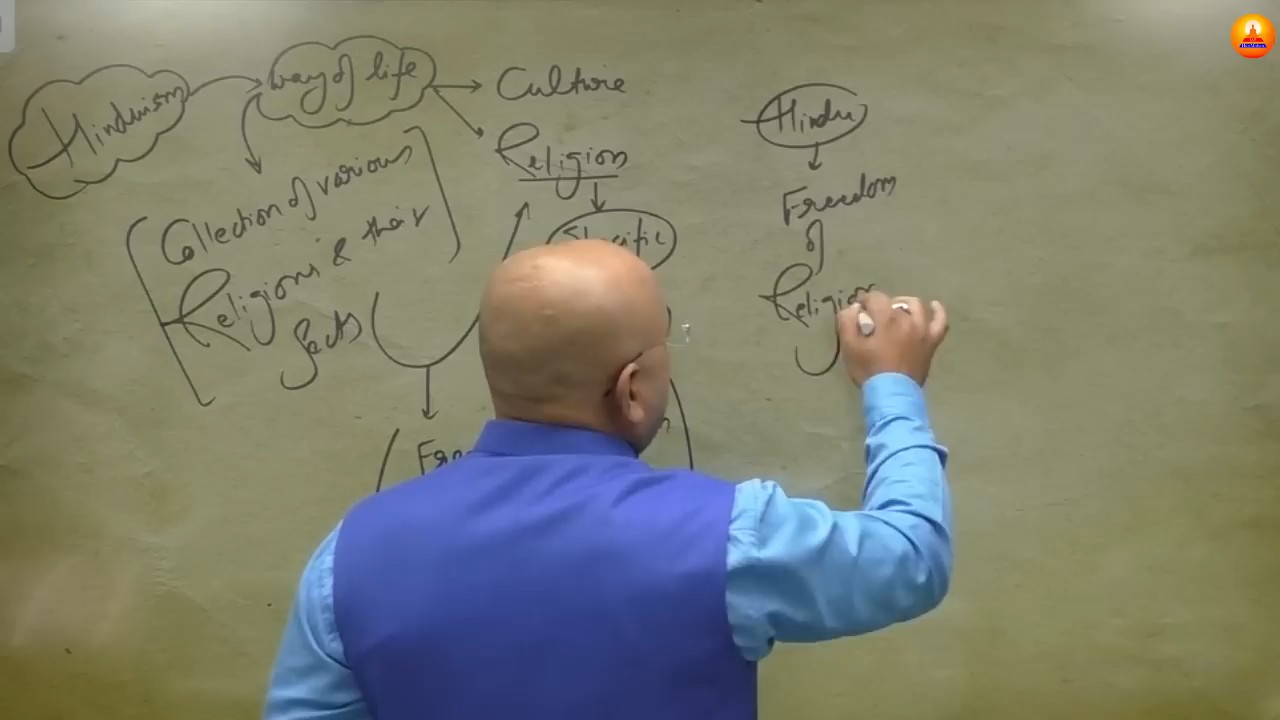 Hinduism
way of life
Culture
Religion
Collection of various
Religions & their
Sects
Hindu
Freedom
of
Religion